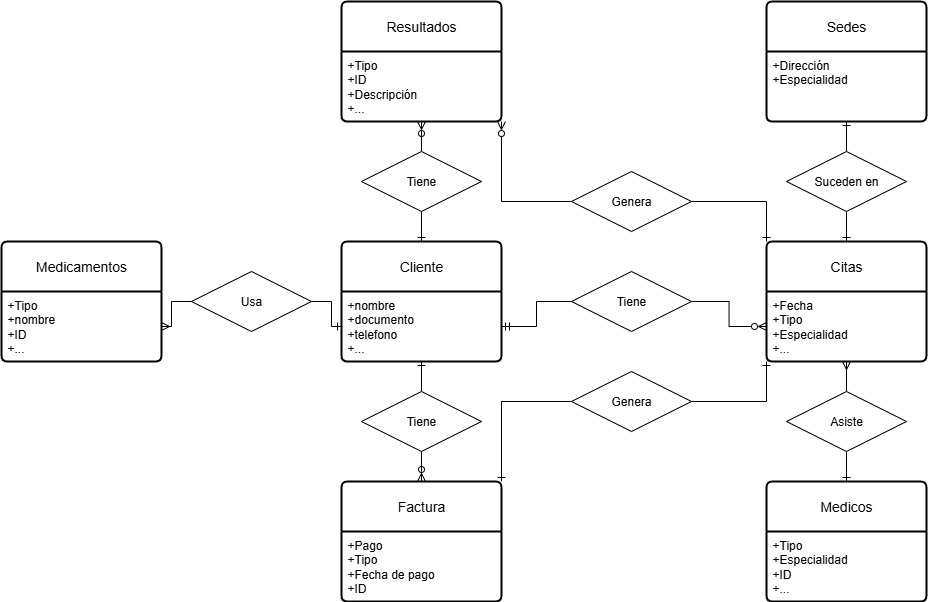 Resultados
+Tipo
+ID
+Descripción
+...
Sedes
+Dirección
+Especialidad
Tiene
Genera
Suceden en
Medicamentos
+Tipo
+nombre
+ID
+...
Usa
Cliente
+nombre
+documento
+telefono
+...
Tiene
Citas
+Fecha
+Tipo
+Especialidad
+...
Tiene
Genera
Asiste
Factura
+Pago
+Tipo
+Fecha de pago
+ID
Medicos
+Tipo
+Especialidad
+ID
+...